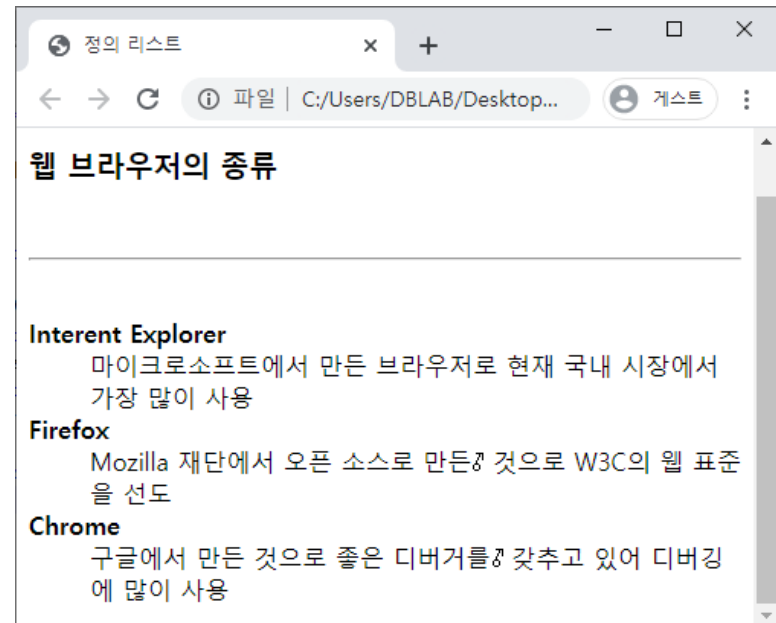 정의 리스트
파일
C:/Users/DBLAB/Desktop...
게스트
웹 브라우저의 종류
Interent Explorer
마이크로소프트에서 만든 브라우저로 현재 국내 시장에서
가장 많이 사용
Firefox
Mozilla 재단에서 오픈 소스로 만든 것으로 W3C의 웹 표준
을 선도
Chrome
구글에서 만든 것으로 좋은 디버거를 갖추고 있어 디버깅
에 많이 사용